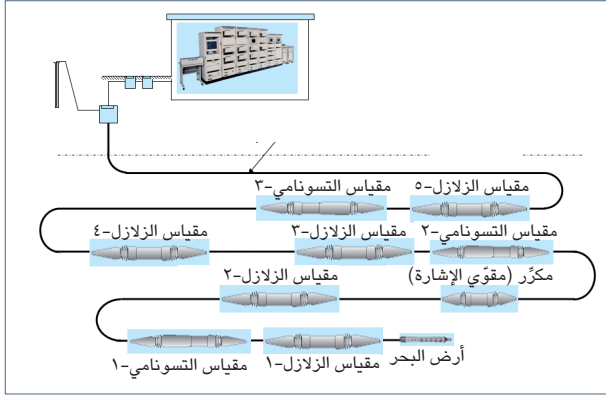 مقياس الزلازل-٥
مقياس التسونامي-٣
مقياس التسونامي-٢
مقياس الزلازل-٣
مقياس الزلازل-٤
مكرِّر (مقوّي الإشارة)
مقياس الزلازل-٢
أرض البحر
مقياس الزلازل-١
مقياس التسونامي-١